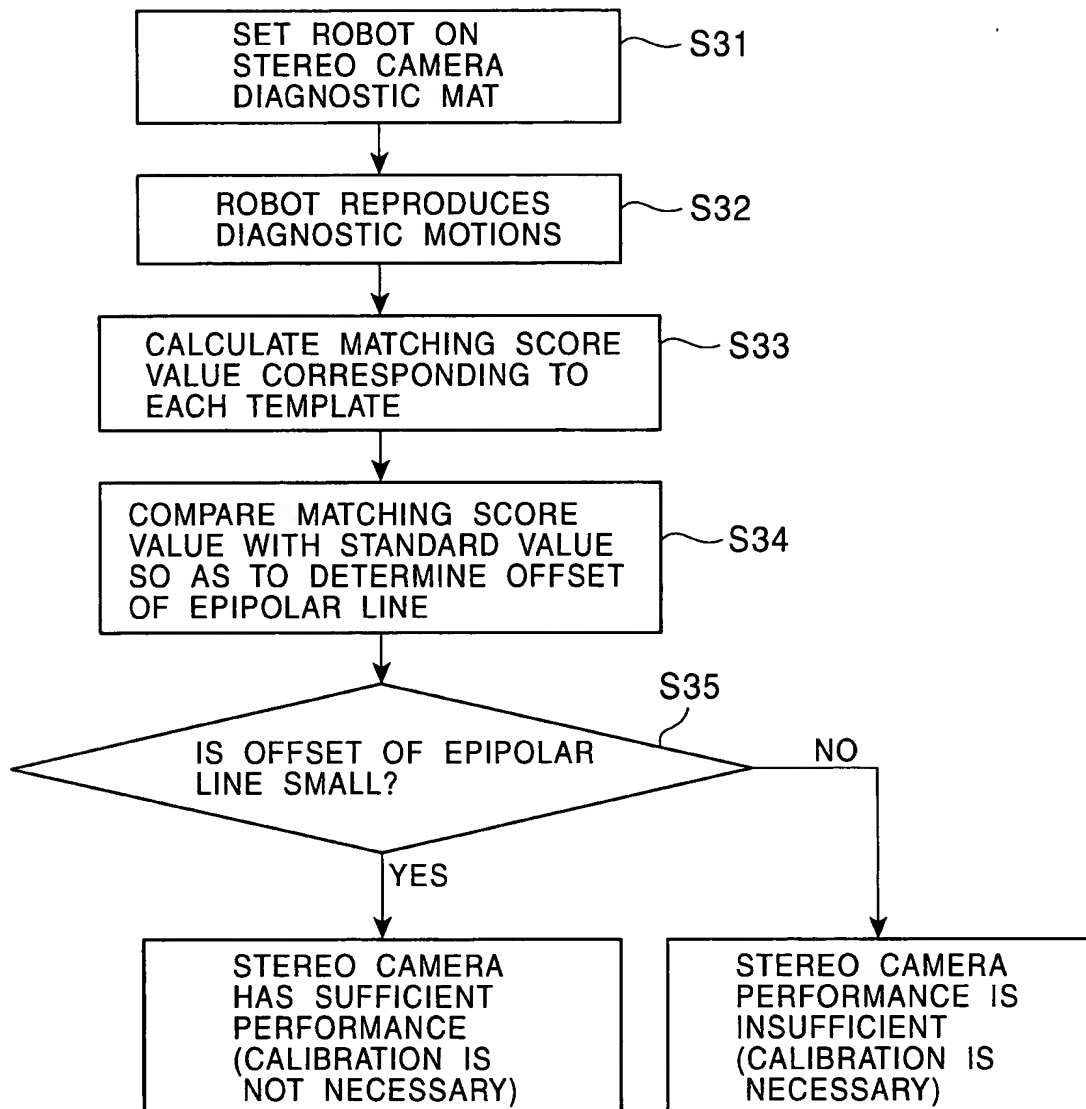 SET ROBOT ON
STEREO CAMERA
DIAGNOSTIC MAT
S31
ROBOT REPRODUCES
DIAGNOSTIC MOTIONS
S32
CALCULATE MATCHING SCORE
VALUE CORRESPONDING TO
EACH TEMPLATE
S33
COMPARE MATCHING SCORE
VALUE WITH STANDARD VALUE
SO AS TO DETERMINE OFFSET
OF EPIPOLAR LINE
S34
S35
IS OFFSET OF EPIPOLAR
LINE SMALL?
NO
YES
STEREO CAMERA
HAS SUFFICIENT
PERFORMANCE
(CALIBRATION IS
NOT NECESSARY)
STEREO CAMERA
PERFORMANCE IS
INSUFFICIENT
(CALIBRATION IS
NECESSARY)